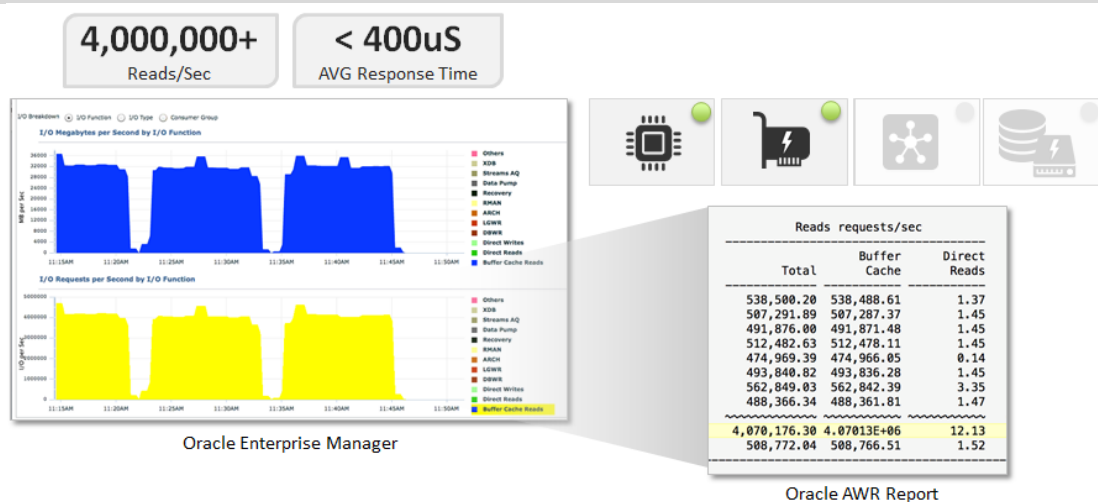 4,000,000+
Reads/Sec
< 400uS
AVG Response Time
I/O Breakdown I/O Function I/O Type Consumer Group
I/O Megabytes per Second by I/O Function
MB per Sec
36000
32000
28000
24000
20000
16000
12000
8000
4000
0
11:15AM 11:20AM 11:25AM 11:30AM 11:35AM 11:40AM 11:45AM 11:50AM
Others
XDB
Streams AQ
Data Pump
Recovery
RMAN
ARCH
LGWR
DBWR
Direct Writes
Direct Reads
Buffer Cache Reads
I/O Requests per Second by I/O Function
I/O per Sec
5000000
4000000
3000000
2000000
1000000
0
11:15AM 11:20AM 11:25AM 11:30AM 11:35AM 11:40AM 11:45AM 11:50AM
Others
XDB
Streams AQ
Data Pump
Recovery
RMAN
ARCH
LGWR
DBWR
Direct Writes
Direct Reads
Buffer Cache Reads
Oracle Enterprise Manager
Reads requests/sec
Buffer Direct
Total Cache Reads
538,500.20 538,488.61 1.37
507,291.89 507,287.37 1.45
491,876.00 491,871.48 1.45
512,482.63 512,478.11 1.45
474,969.39 474,966.05 0.14
493,840.82 493,836.28 1.45
562,849.03 562,842.39 3.35
488,366.34 488,361.81 1.47
4,070,176.30 4.07013E+06 12.13
508,772.04 508,766.51 1.52
Oracle AWR Report